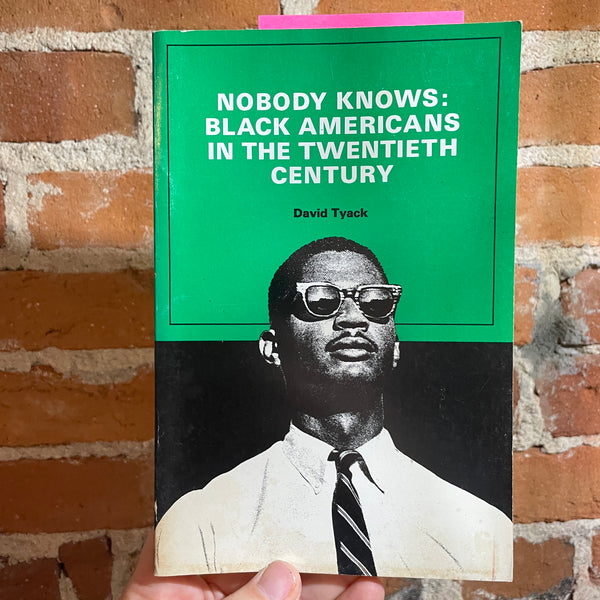 NOBODY KNOWS:
BLACK AMERICANS
IN THE TWENTIETH
CENTURY
David Tyack